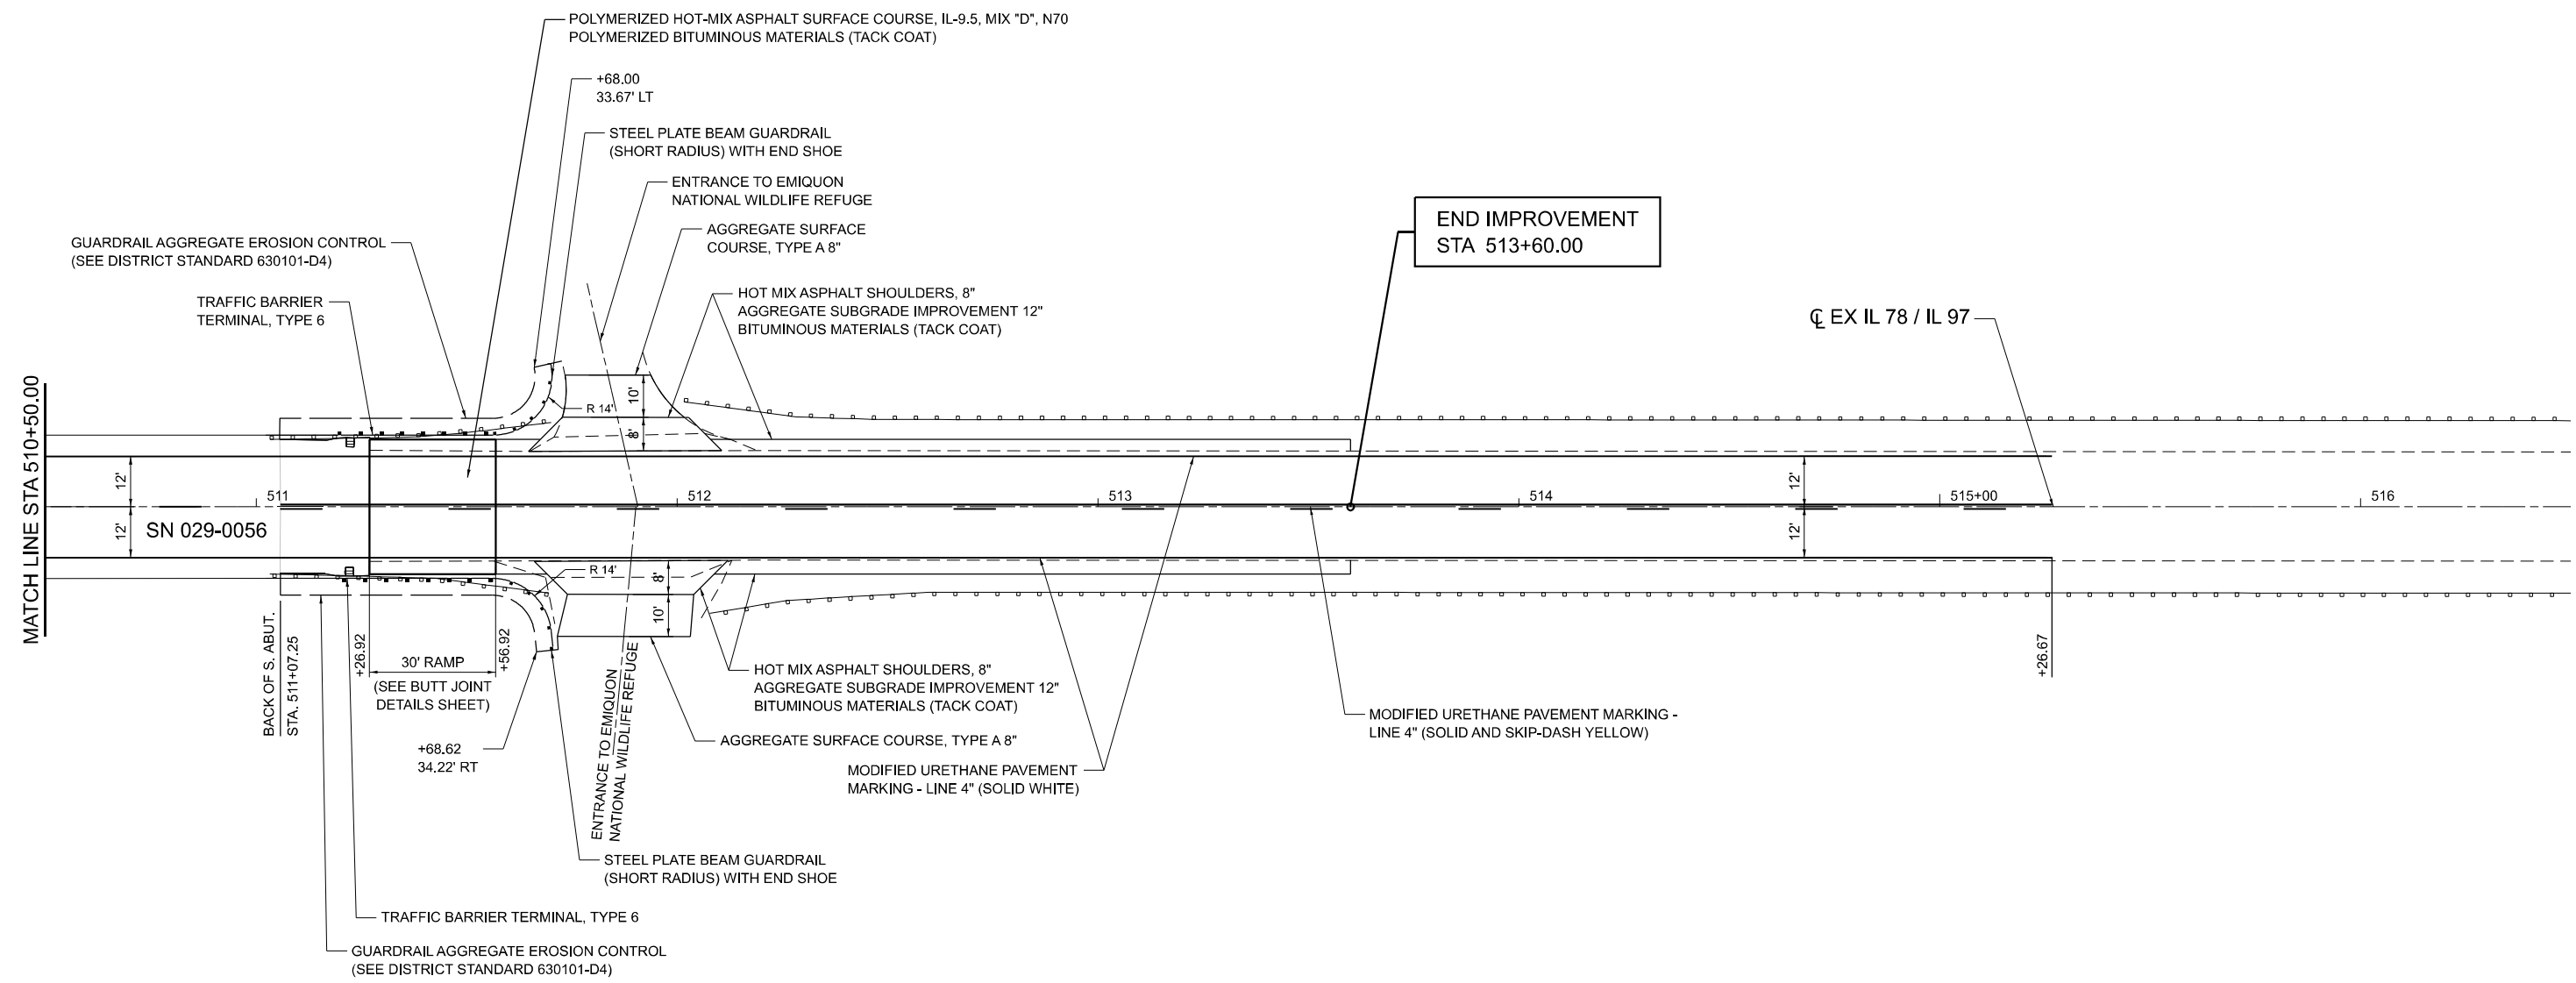 POLYMERIZED HOT-MIX ASPHALT SURFACE COURSE, IL-9.5, MIX "D", N70
POLYMERIZED BITUMINOUS MATERIALS (TACK COAT)
+68.00
33.67' LT
STEEL PLATE BEAM GUARDRAIL
(SHORT RADIUS) WITH END SHOE
ENTRANCE TO EMIQUON
NATIONAL WILDLIFE REFUGE
AGGREGATE SURFACE
COURSE, TYPE A 8"
GUARDRAIL AGGREGATE EROSION CONTROL
(SEE DISTRICT STANDARD 630101-D4)
TRAFFIC BARRIER
TERMINAL, TYPE 6
HOT MIX ASPHALT SHOULDERS, 8"
AGGREGATE SUBGRADE IMPROVEMENT 12"
BITUMINOUS MATERIALS (TACK COAT)
END IMPROVEMENT
STA 513+60.00
℄ EX IL 78 / IL 97
MATCH LINE STA 510+50.00
R 14'
10'
8'
12'
12'
511
512
513
514
515+00
516
12'
12'
SN 029-0056
R 14'
8'
10'
BACK OF S. ABUT.
STA. 511+07.25
+26.92
30' RAMP
+56.92
(SEE BUTT JOINT
DETAILS SHEET)
+68.62
34.22' RT
ENTRANCE TO EMIQUON
NATIONAL WILDLIFE REFUGE
HOT MIX ASPHALT SHOULDERS, 8"
AGGREGATE SUBGRADE IMPROVEMENT 12"
BITUMINOUS MATERIALS (TACK COAT)
AGGREGATE SURFACE COURSE, TYPE A 8"
MODIFIED URETHANE PAVEMENT
MARKING - LINE 4" (SOLID WHITE)
MODIFIED URETHANE PAVEMENT MARKING -
LINE 4" (SOLID AND SKIP-DASH YELLOW)
+26.67
STEEL PLATE BEAM GUARDRAIL
(SHORT RADIUS) WITH END SHOE
TRAFFIC BARRIER TERMINAL, TYPE 6
GUARDRAIL AGGREGATE EROSION CONTROL
(SEE DISTRICT STANDARD 630101-D4)